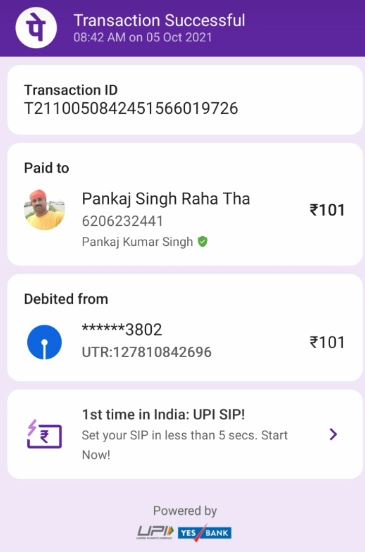 पे
Transaction Successful
08:42 AM on 05 Oct 2021
Transaction ID
T2110050842451566019726
Paid to
Pankaj Singh Raha Tha
₹101
6206232441
Pankaj Kumar Singh
Debited from
******3802
₹101
UTR:127810842696
1st time in India: UPI SIP!
Set your SIP in less than 5 secs. Start
Now!
₹
Powered by
UPI YES BANK